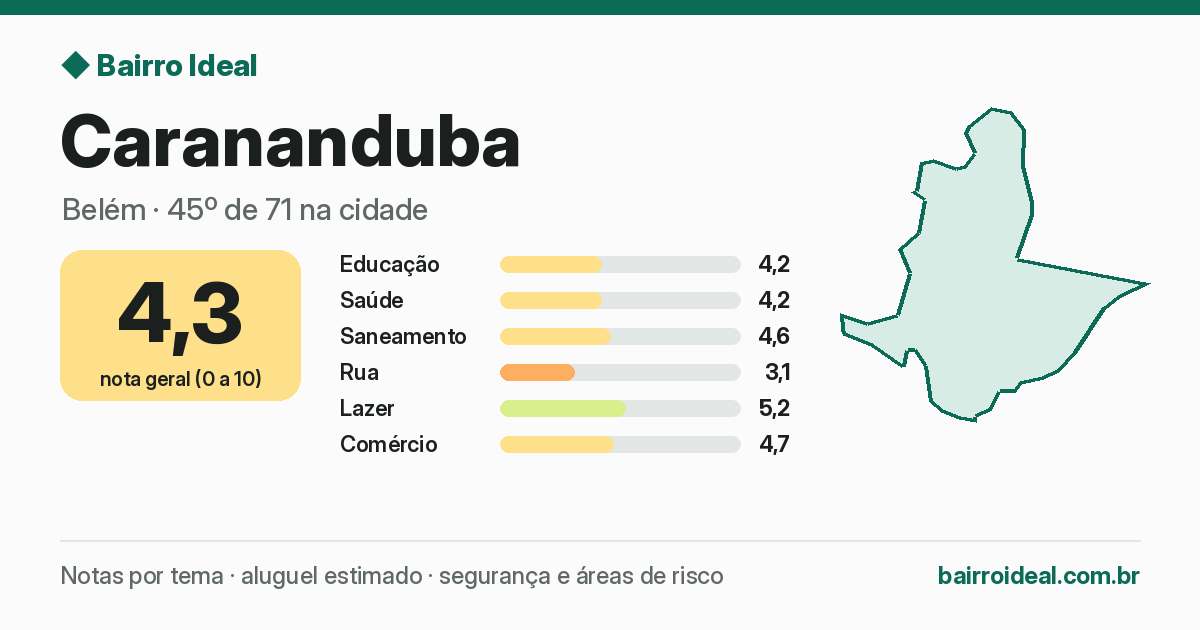 Bairro Ideal
Carananduba
Belém · 45º de 71 na cidade
4,3
nota geral (0 a 10)
Educação 4,2
Saúde 4,2
Saneamento 4,6
Rua 3,1
Lazer 5,2
Comércio 4,7
Notas por tema · aluguel estimado · segurança e áreas de risco
bairroideal.com.br